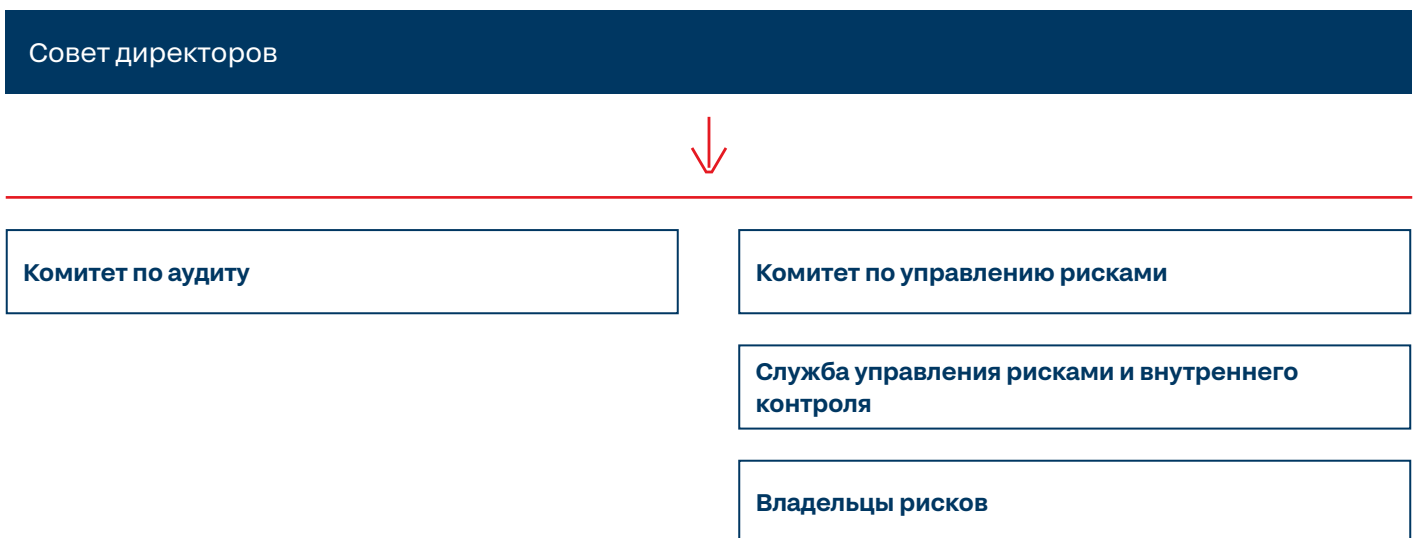 Совет директоров
Комитет по аудиту
Комитет по управлению рисками
Служба управления рисками и внутреннего
контроля
Владельцы рисков